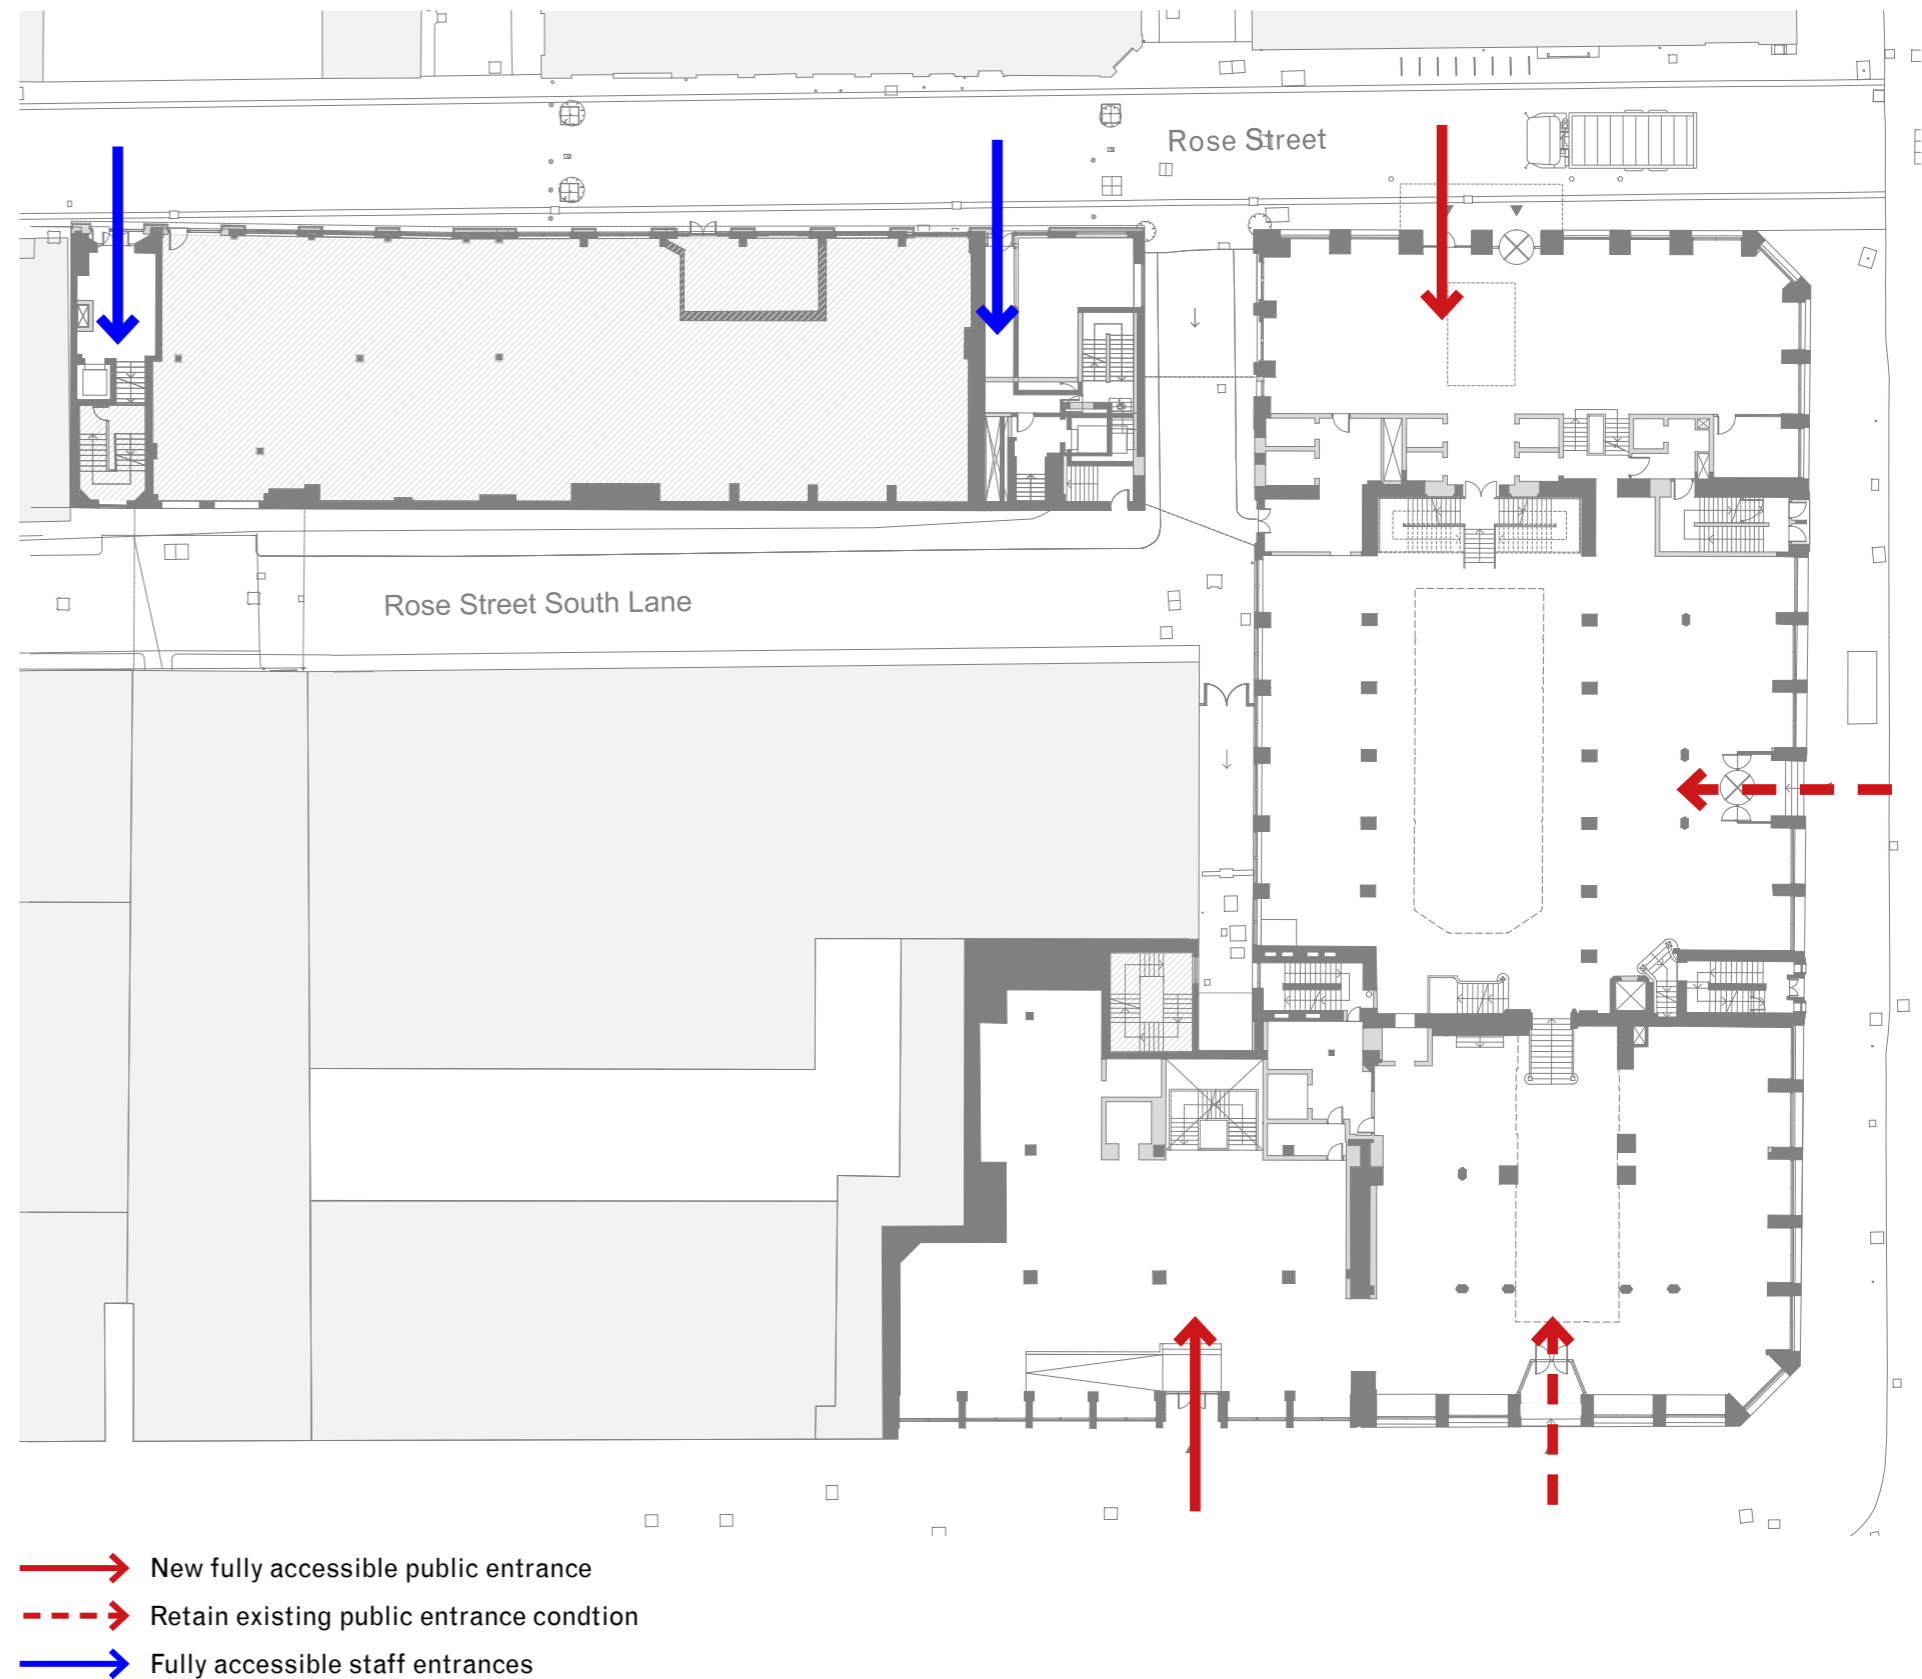 Rose Street
Rose Street South Lane
New fully accessible public entrance
Retain existing public entrance condtion
Fully accessible staff entrances